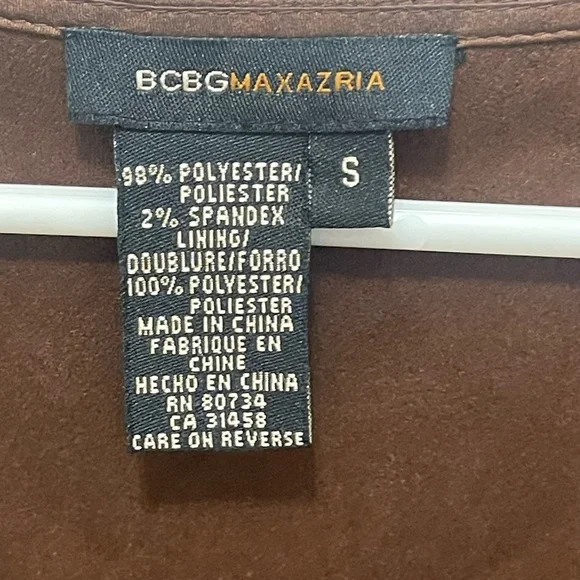 BCBGMAXAZRIA
S
98% POLYESTER/
POLIESTER
2% SPANDEX
LINING/
DOUBLURE/FORRO
100% POLYESTER/
POLIESTER
MADE IN CHINA
FABRIQUE EN
CHINE
HECHO EN CHINA
RN 80734
CA 31458
CARE ON REVERSE